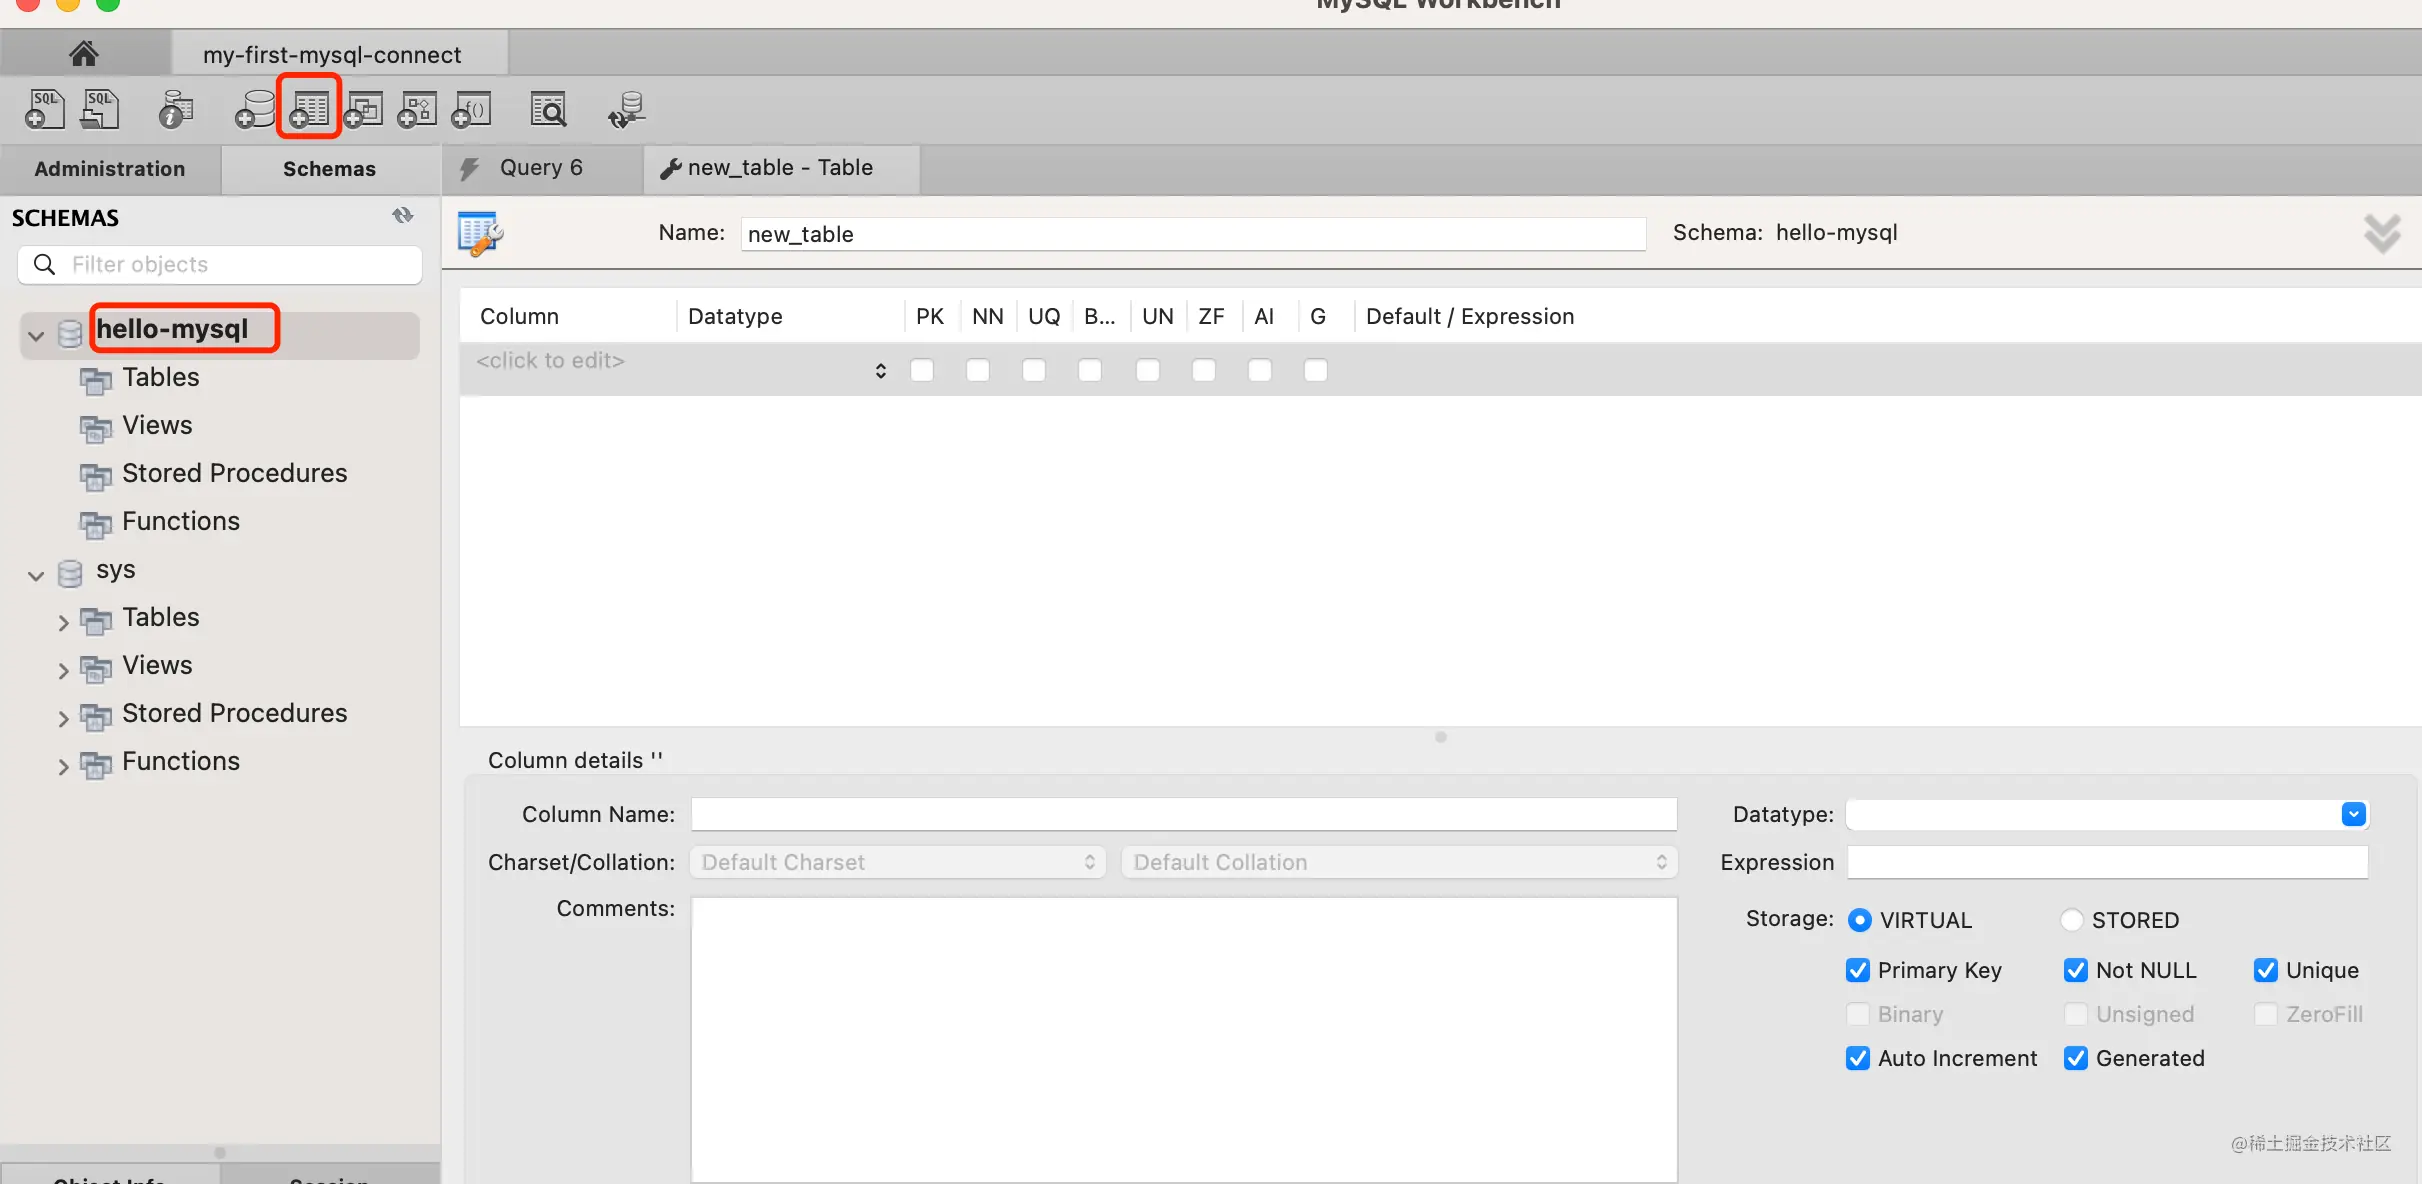 MySQL Workbench
my-first-mysql-connect
SQL SQL f()
Administration Schemas Query 6 new_table - Table
SCHEMAS
Filter objects
hello-mysql
Tables
Views
Stored Procedures
Functions
sys
Tables
Views
Stored Procedures
Functions
Object Info Session
Name: new_table Schema: hello-mysql
Column Datatype PK NN UQ B... UN ZF AI G Default / Expression
<click to edit>
Column details ''
Column Name: Datatype:
Charset/Collation: Default Charset Default Collation Expression
Comments: Storage: VIRTUAL STORED
Primary Key Not NULL Unique
Binary Unsigned ZeroFill
Auto Increment Generated
@稀土掘金技术社区